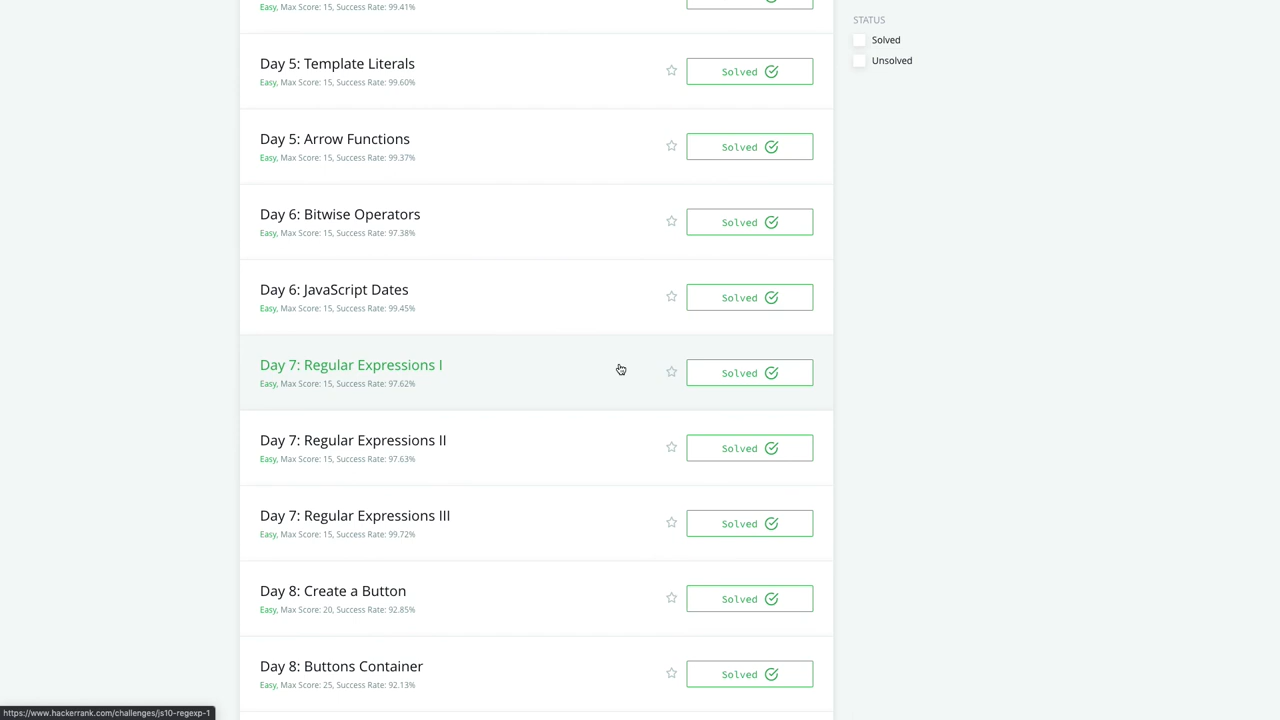 Easy, Max Score: 15, Success Rate: 99.41%
STATUS
Solved
Unsolved
Day 5: Template Literals
Easy, Max Score: 15, Success Rate: 99.60%
Solved
Day 5: Arrow Functions
Easy, Max Score: 15, Success Rate: 99.37%
Solved
Day 6: Bitwise Operators
Easy, Max Score: 15, Success Rate: 97.38%
Solved
Day 6: JavaScript Dates
Easy, Max Score: 15, Success Rate: 99.45%
Solved
Day 7: Regular Expressions I
Easy, Max Score: 15, Success Rate: 97.62%
Solved
Day 7: Regular Expressions II
Easy, Max Score: 15, Success Rate: 97.63%
Solved
Day 7: Regular Expressions III
Easy, Max Score: 15, Success Rate: 99.72%
Solved
Day 8: Create a Button
Easy, Max Score: 20, Success Rate: 92.85%
Solved
Day 8: Buttons Container
Easy, Max Score: 25, Success Rate: 92.13%
Solved
https://www.hackerrank.com/challenges/js10-regexp-1